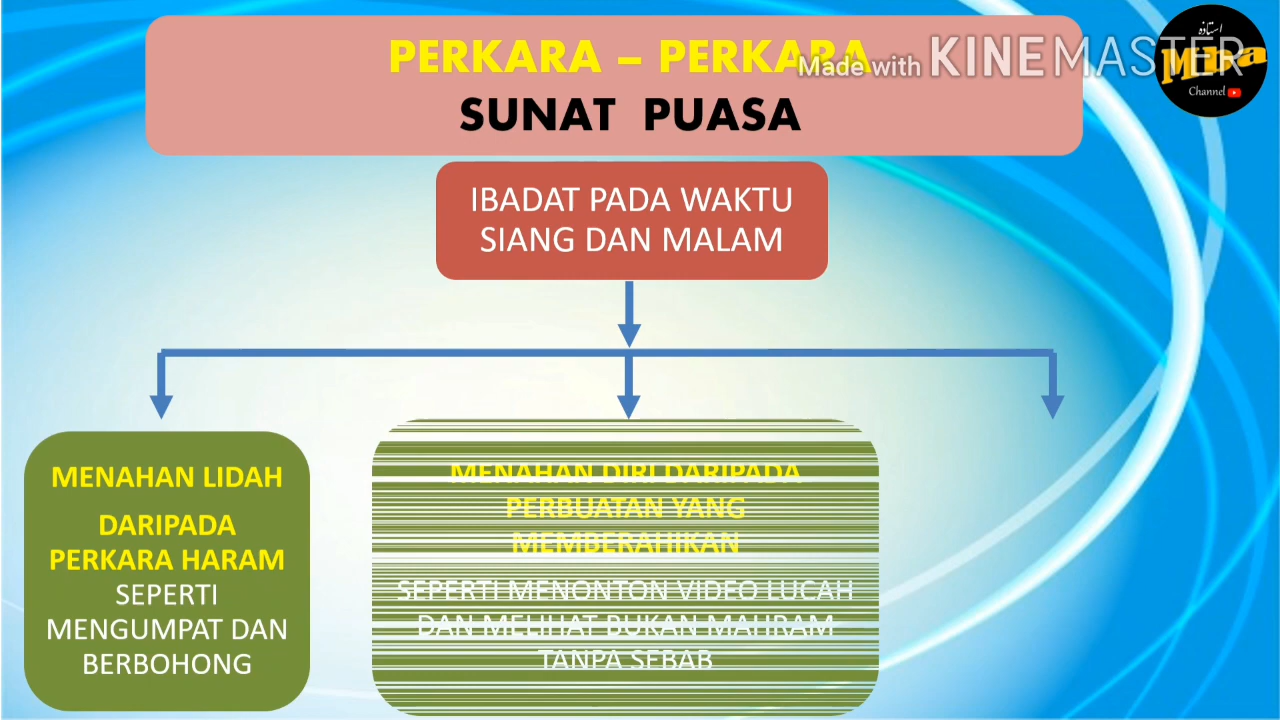 PERKARA – PERKARA
Made with KINEMASTER
استاذه
Miba
Channel
SUNAT PUASA
IBADAT PADA WAKTU
SIANG DAN MALAM
MENAHAN LIDAH
DARIPADA
PERKARA HARAM
SEPERTI
MENGUMPAT DAN
BERBOHONG
MENAHAN DIRI DARIPADA
PERBUATAN YANG
MEMBERAHIKAN
SEPERTI MENONTON VIDEO LUCAH
DAN MELIHAT BUKAN MAHRAM
TANPA SEBAB